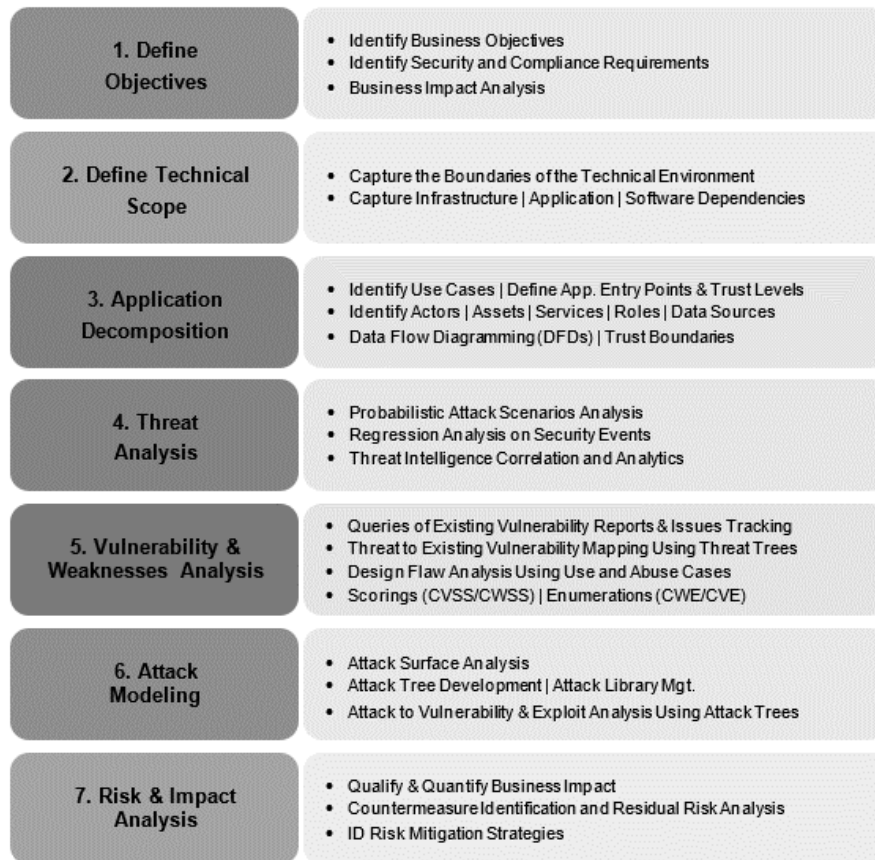 1. Define
Objectives
• Identify Business Objectives
• Identify Security and Compliance Requirements
• Business Impact Analysis
2. Define Technical
Scope
• Capture the Boundaries of the Technical Environment
• Capture Infrastructure | Application | Software Dependencies
3. Application
Decomposition
• Identify Use Cases | Define App. Entry Points & Trust Levels
• Identify Actors | Assets | Services | Roles | Data Sources
• Data Flow Diagramming (DFDs) | Trust Boundaries
4. Threat
Analysis
• Probabilistic Attack Scenarios Analysis
• Regression Analysis on Security Events
• Threat Intelligence Correlation and Analytics
5. Vulnerability &
Weaknesses Analysis
• Queries of Existing Vulnerability Reports & Issues Tracking
• Threat to Existing Vulnerability Mapping Using Threat Trees
• Design Flaw Analysis Using Use and Abuse Cases
• Scorings (CVSS/CWSS) | Enumerations (CWE/CVE)
6. Attack
Modeling
• Attack Surface Analysis
• Attack Tree Development | Attack Library Mgt.
• Attack to Vulnerability & Exploit Analysis Using Attack Trees
7. Risk & Impact
Analysis
• Qualify & Quantify Business Impact
• Countermeasure Identification and Residual Risk Analysis
• ID Risk Mitigation Strategies